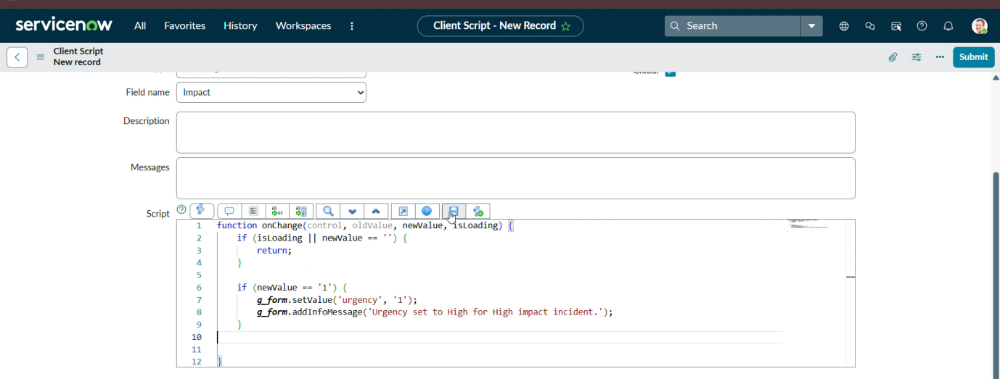 servicenow All Favorites History Workspaces Client Script - New Record Search
Client Script
New record
Submit
Field name Impact
Description
Messages
Script
1 function onChange(control, oldValue, newValue, isLoading) {
2 if (isLoading || newValue == '') {
3 return;
4 }
5
6 if (newValue == '1') {
7 g_form.setValue('urgency', '1');
8 g_form.addInfoMessage('Urgency set to High for High impact incident.');
9 }
10
11
12 }